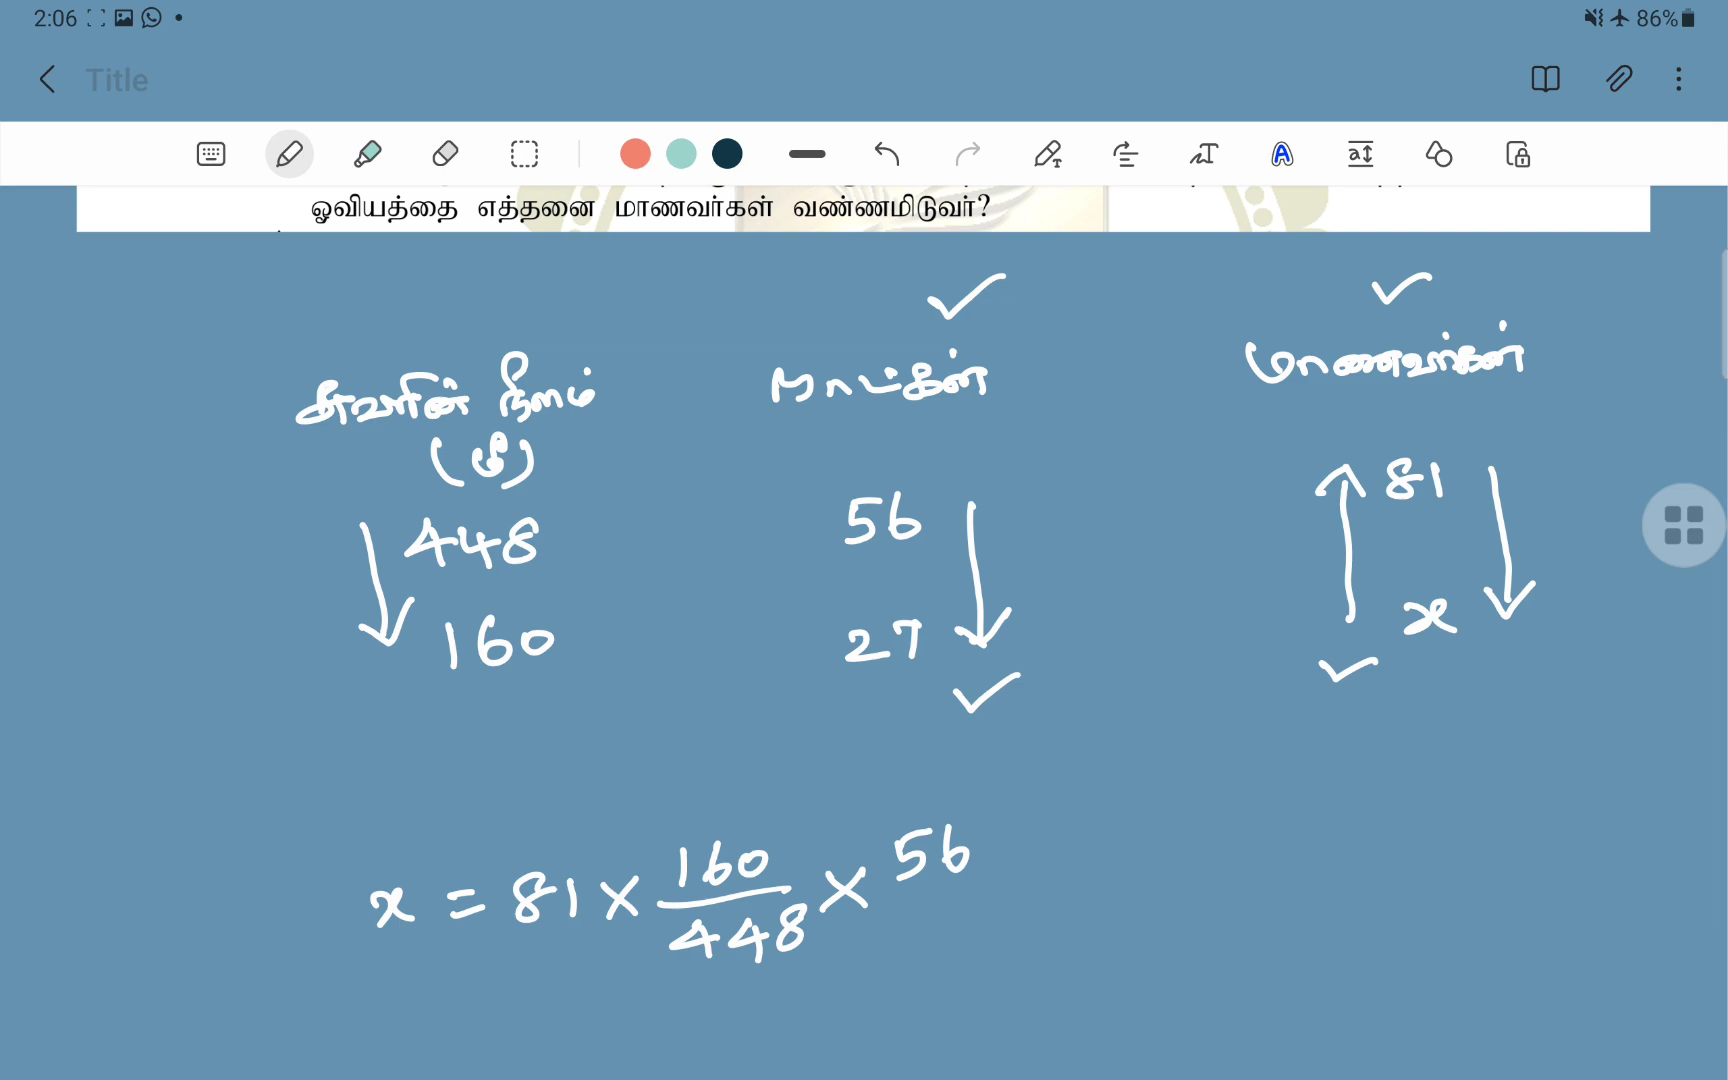 2:06
86%
Title
ஓவியத்தை எத்தனை மாணவர்கள் வண்ணமிடுவர்?
சுவரின் நீளம் நாட்கள் மாணவர்கள்
(மீ)
448 56 81
160 27 x
x = 81 × 160/448 × 56